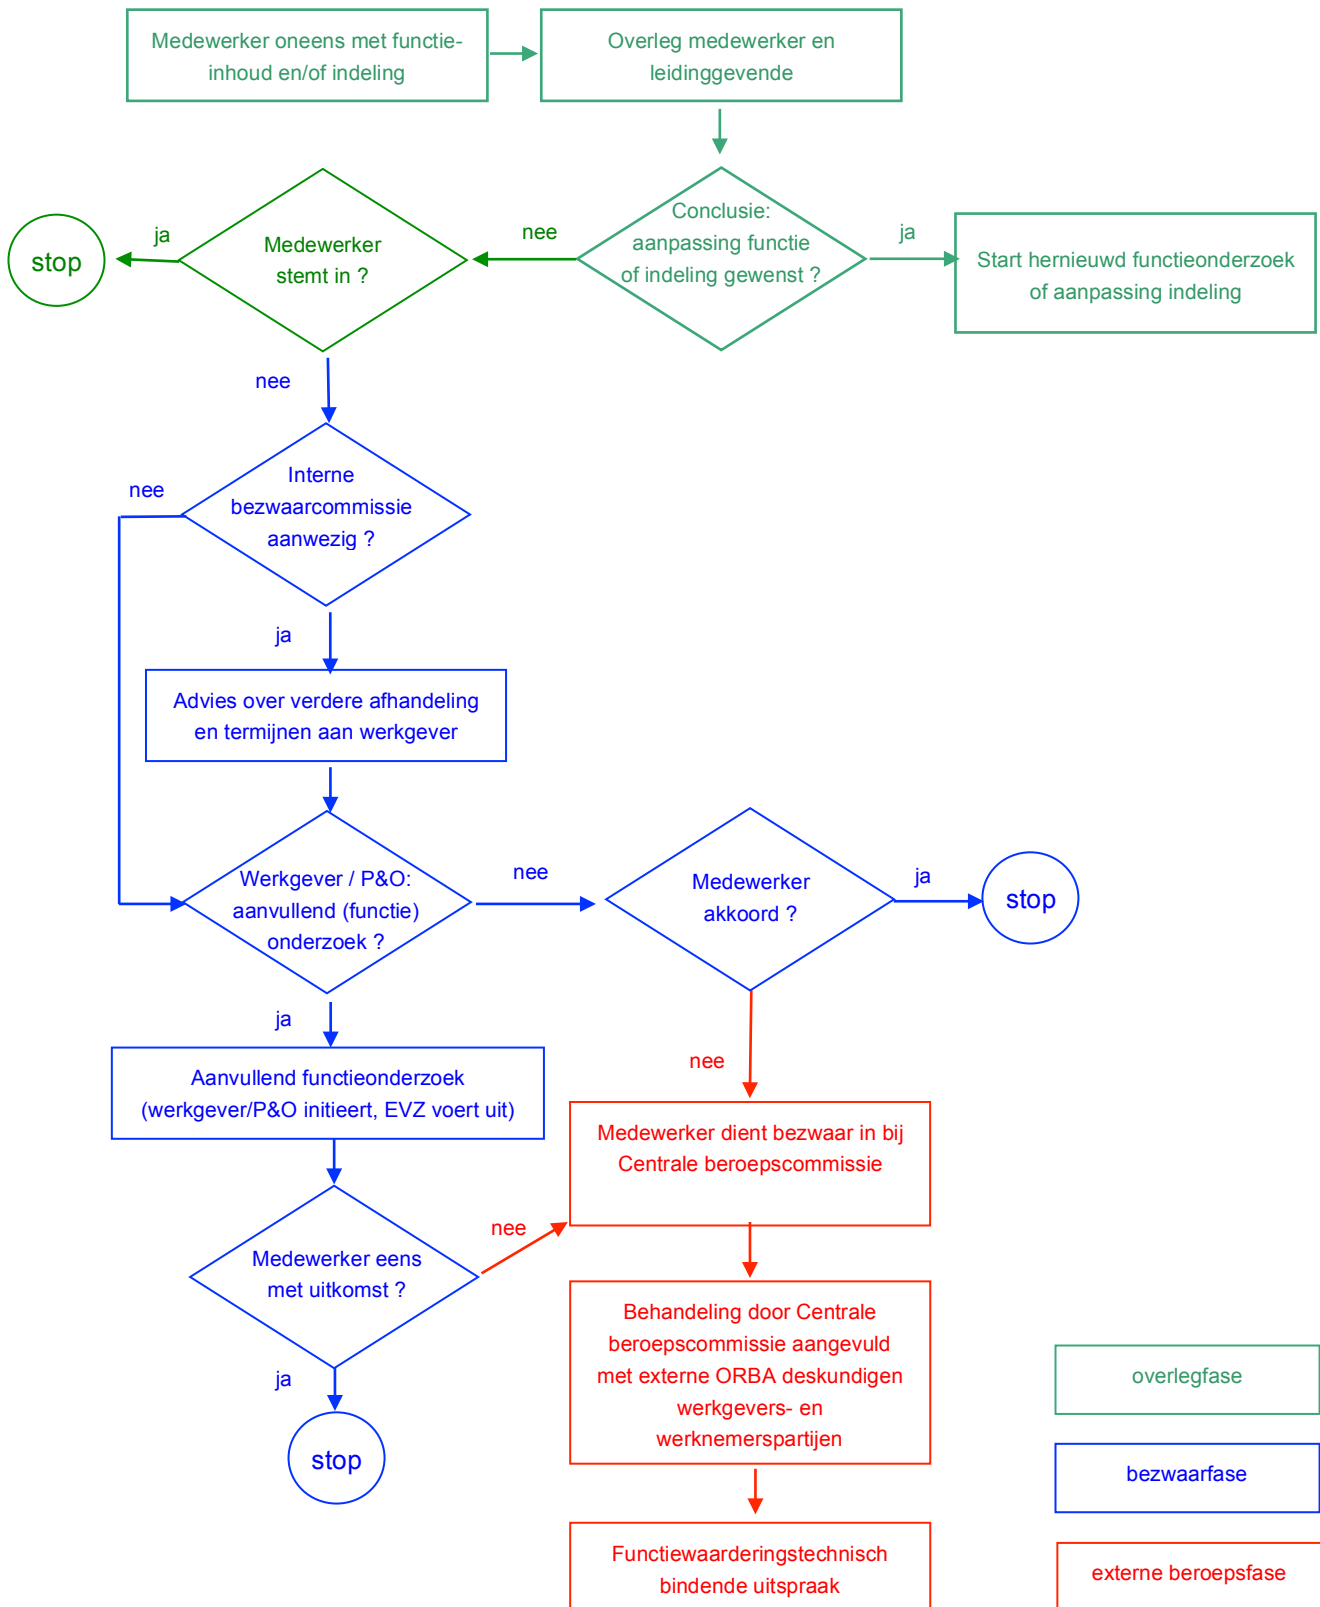 Medewerker oneens met functie-
inhoud en/of indeling
Overleg medewerker en
leidinggevende
Conclusie:
aanpassing functie
of indeling gewenst ?
ja
Start hernieuwd functieonderzoek
of aanpassing indeling
nee
Medewerker
stemt in ?
ja
stop
nee
Interne
bezwaarcommissie
aanwezig ?
nee
ja
Advies over verdere afhandeling
en termijnen aan werkgever
Werkgever / P&O:
aanvullend (functie)
onderzoek ?
nee
Medewerker
akkoord ?
ja
stop
ja
nee
Aanvullend functieonderzoek
(werkgever/P&O initieert, EVZ voert uit)
Medewerker dient bezwaar in bij
Centrale beroepscommissie
Medewerker eens
met uitkomst ?
nee
ja
stop
Behandeling door Centrale
beroepscommissie aangevuld
met externe ORBA deskundigen
werkgevers- en
werknemerspartijen
Functiewaarderingstechnisch
bindende uitspraak
overlegfase
bezwaarfase
externe beroepsfase